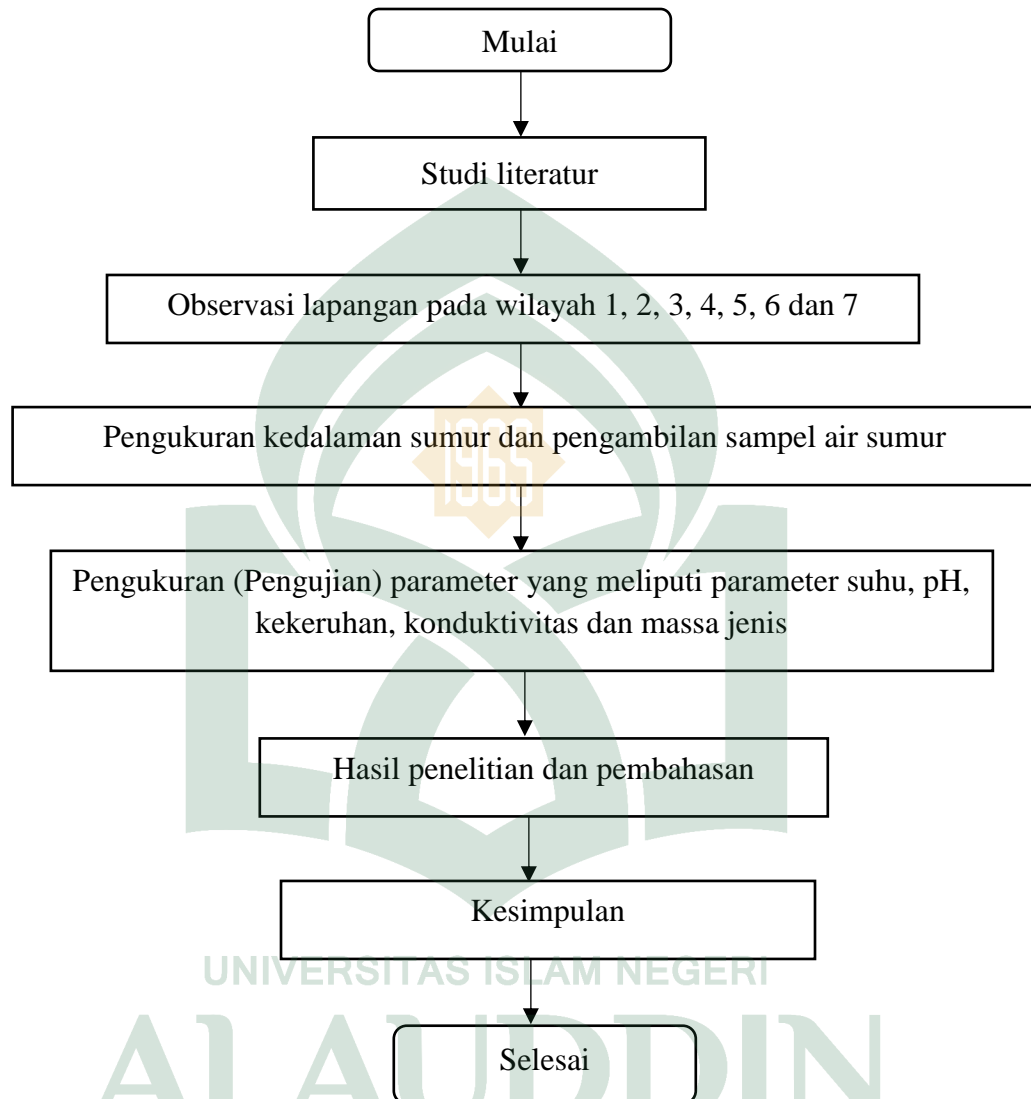 Mulai
Studi literatur
Observasi lapangan pada wilayah 1, 2, 3, 4, 5, 6 dan 7
Pengukuran kedalaman sumur dan pengambilan sampel air sumur
1965
Pengukuran (Pengujian) parameter yang meliputi parameter suhu, pH,
kekeruhan, konduktivitas dan massa jenis
Hasil penelitian dan pembahasan
Kesimpulan
UNIVERSITAS ISLAM NEGERI
Selesai
ALAUDDIN